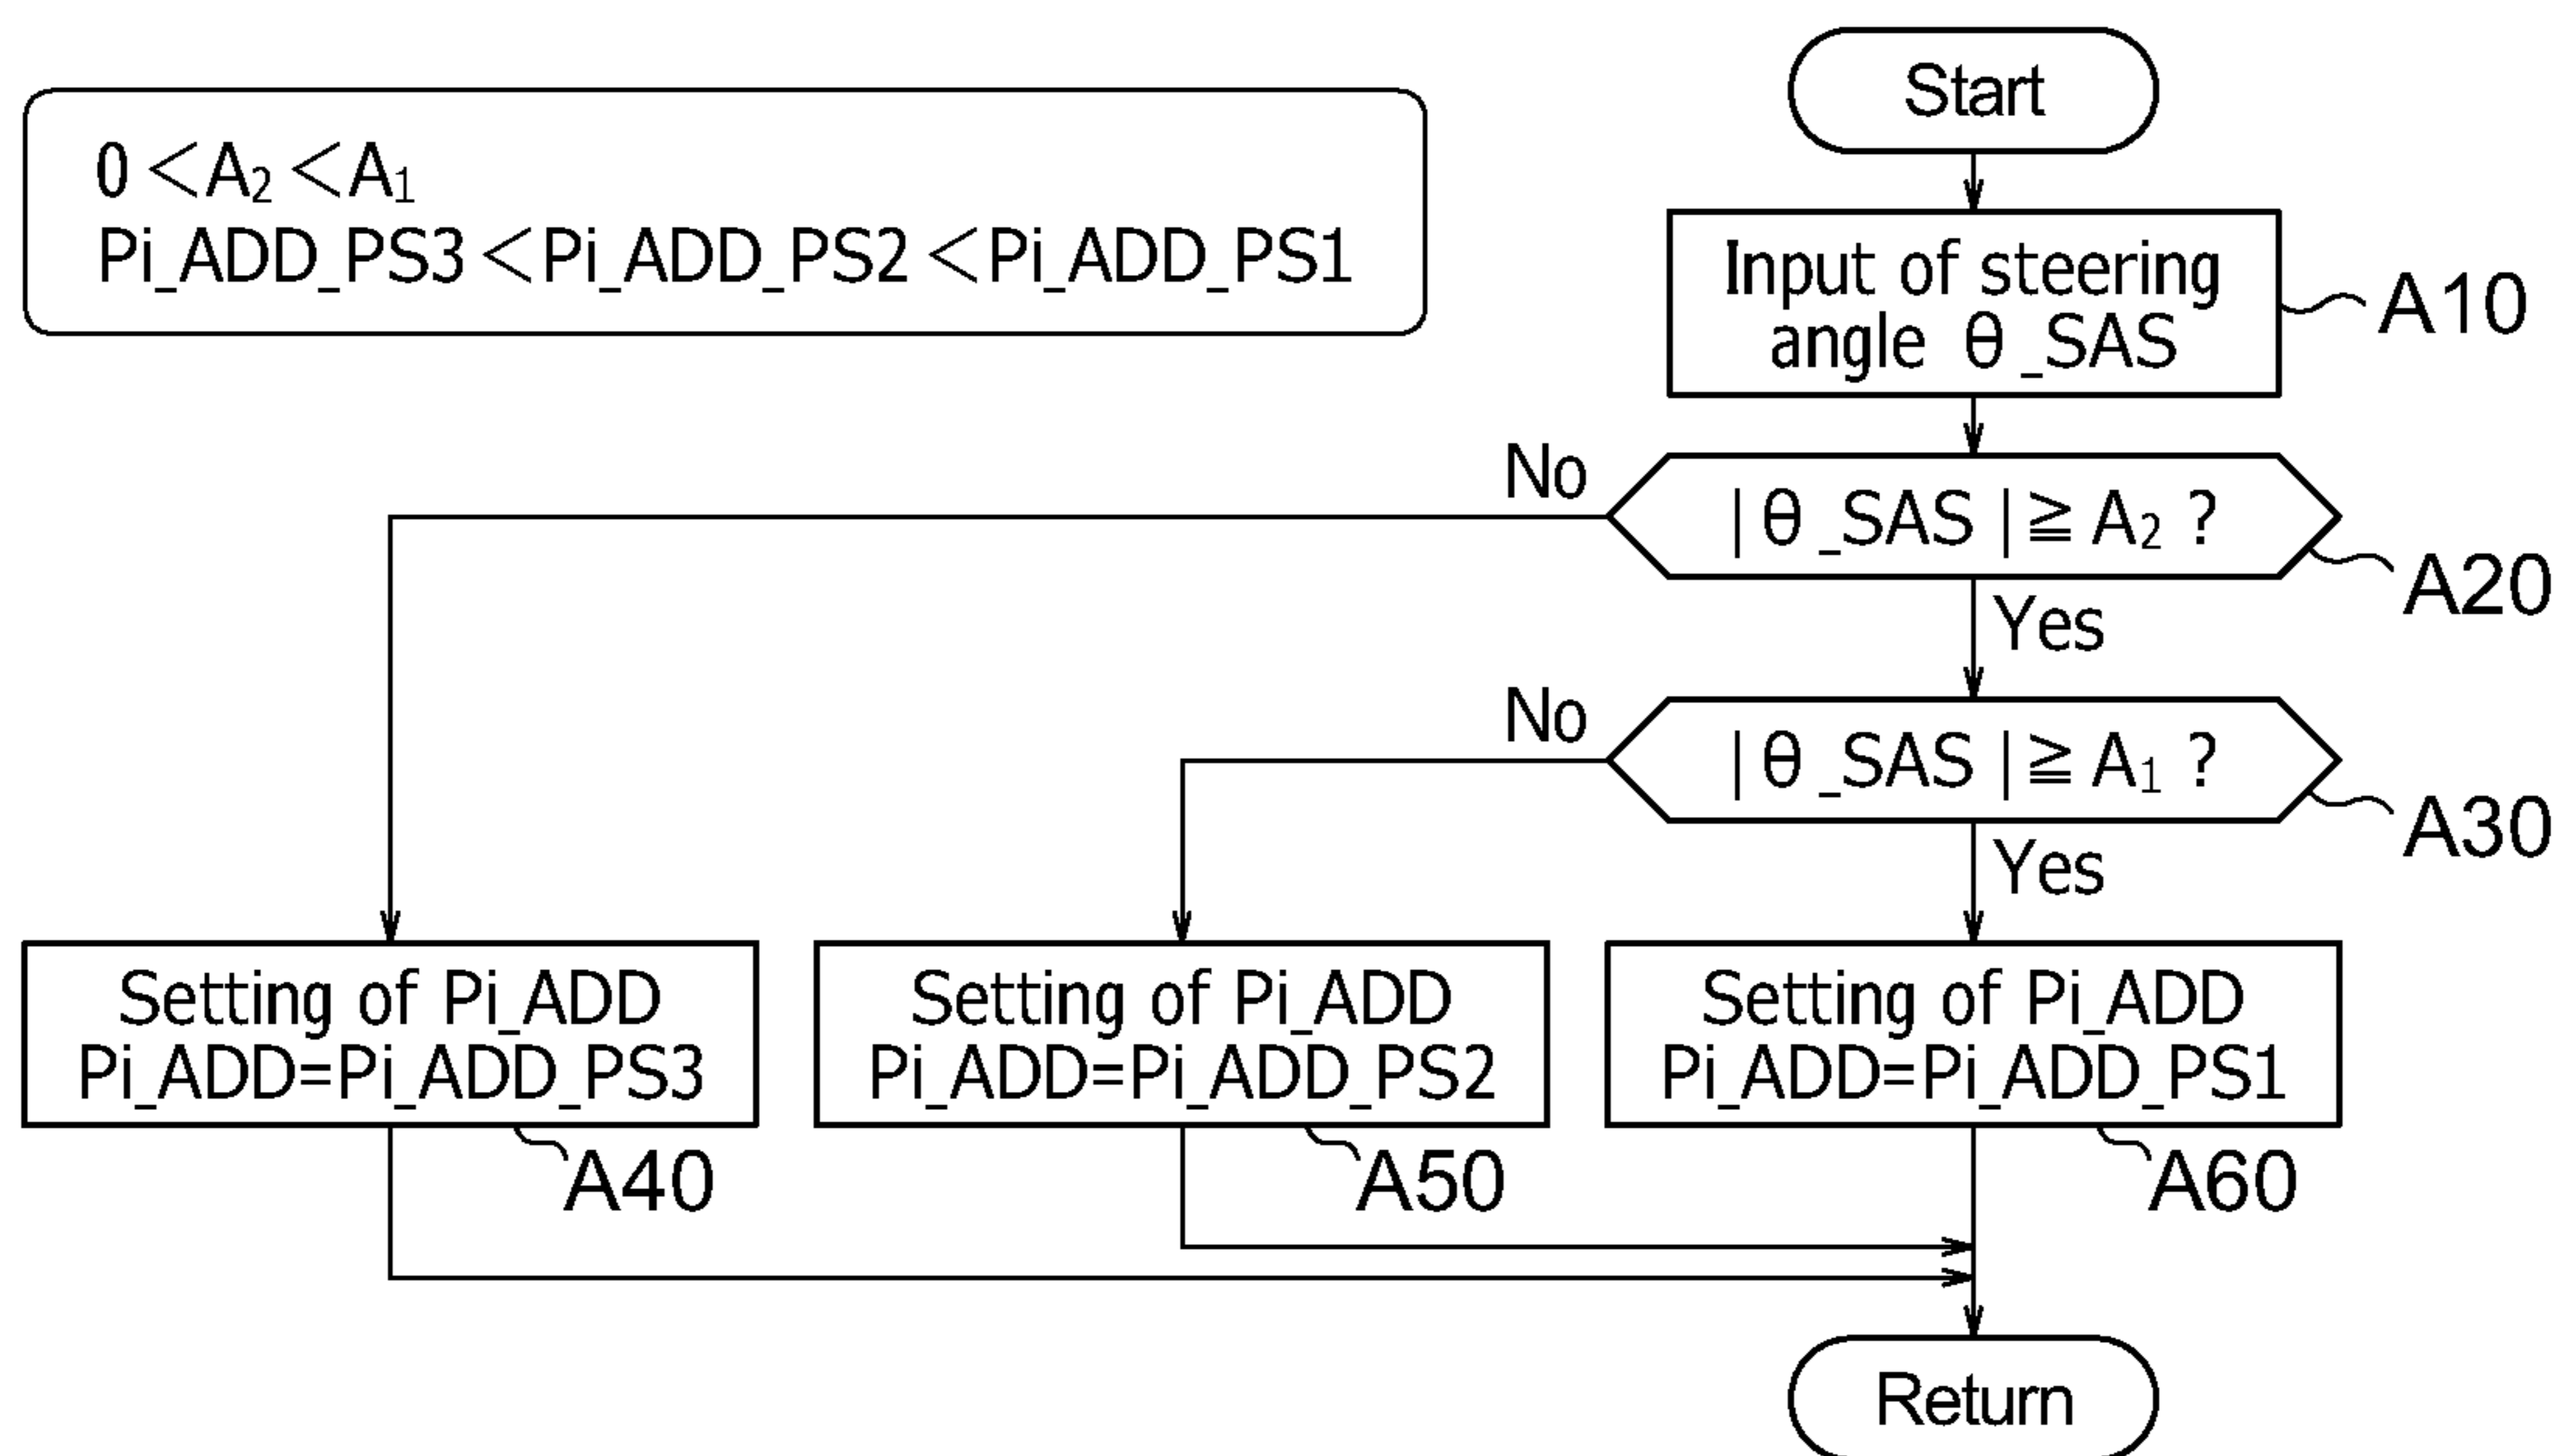 0<A₂<A₁
Pi_ADD_PS3<Pi_ADD_PS2<Pi_ADD_PS1
Start
Input of steering
angle θ_SAS
A10
No
|θ_SAS|≧A₂ ?
A20
Yes
No
|θ_SAS|≧A₁ ?
A30
Yes
Setting of Pi_ADD
Pi_ADD=Pi_ADD_PS3
A40
Setting of Pi_ADD
Pi_ADD=Pi_ADD_PS2
A50
Setting of Pi_ADD
Pi_ADD=Pi_ADD_PS1
A60
Return